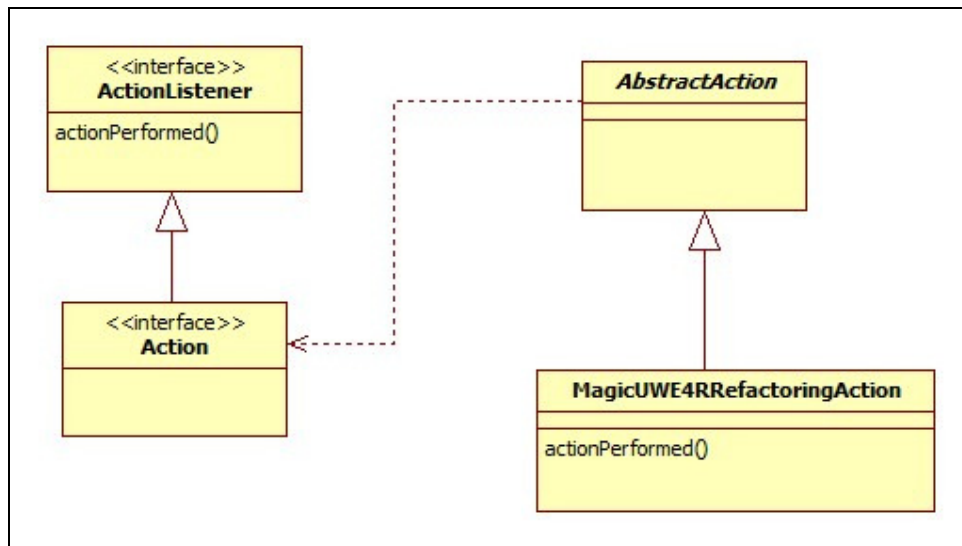 <<interface>>
ActionListener
actionPerformed()
AbstractAction
<<interface>>
Action
MagicUWE4RRefactoringAction
actionPerformed()